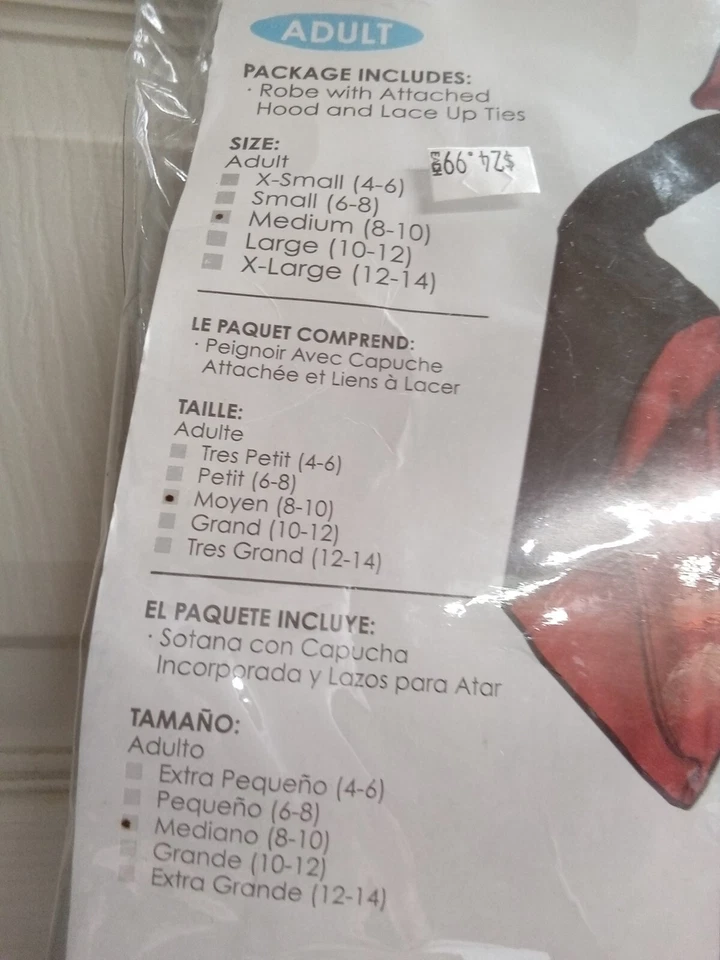 ADULT
PACKAGE INCLUDES:
· Robe with Attached
Hood and Lace Up Ties
SIZE:
Adult
X-Small (4-6)
Small (6-8)
Medium (8-10)
Large (10-12)
X-Large (12-14)
$24.99
LE PAQUET COMPREND:
· Peignoir Avec Capuche
Attachée et Liens à Lacer
TAILLE:
Adulte
Tres Petit (4-6)
Petit (6-8)
Moyen (8-10)
Grand (10-12)
Tres Grand (12-14)
EL PAQUETE INCLUYE:
· Sotana con Capucha
Incorporada y Lazos para Atar
TAMAÑO:
Adulto
Extra Pequeño (4-6)
Pequeño (6-8)
Mediano (8-10)
Grande (10-12)
Extra Grande (12-14)